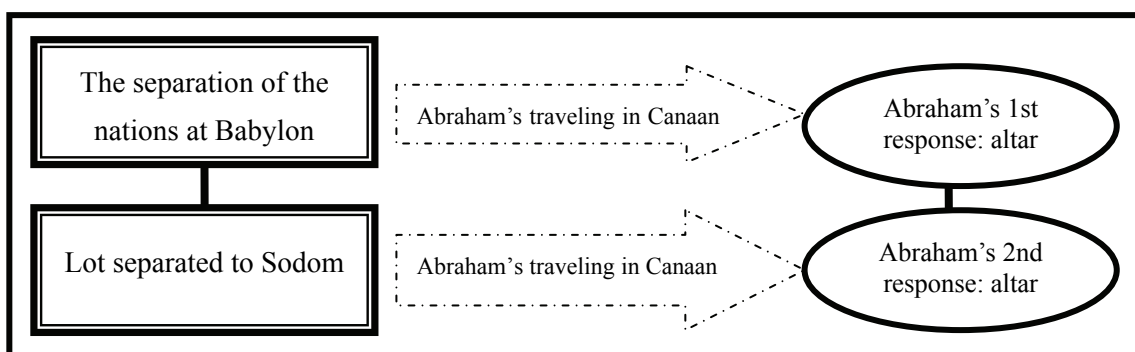 The separation of the
nations at Babylon
Abraham’s traveling in Canaan
Abraham’s 1st
response: altar
Lot separated to Sodom
Abraham’s traveling in Canaan
Abraham’s 2nd
response: altar